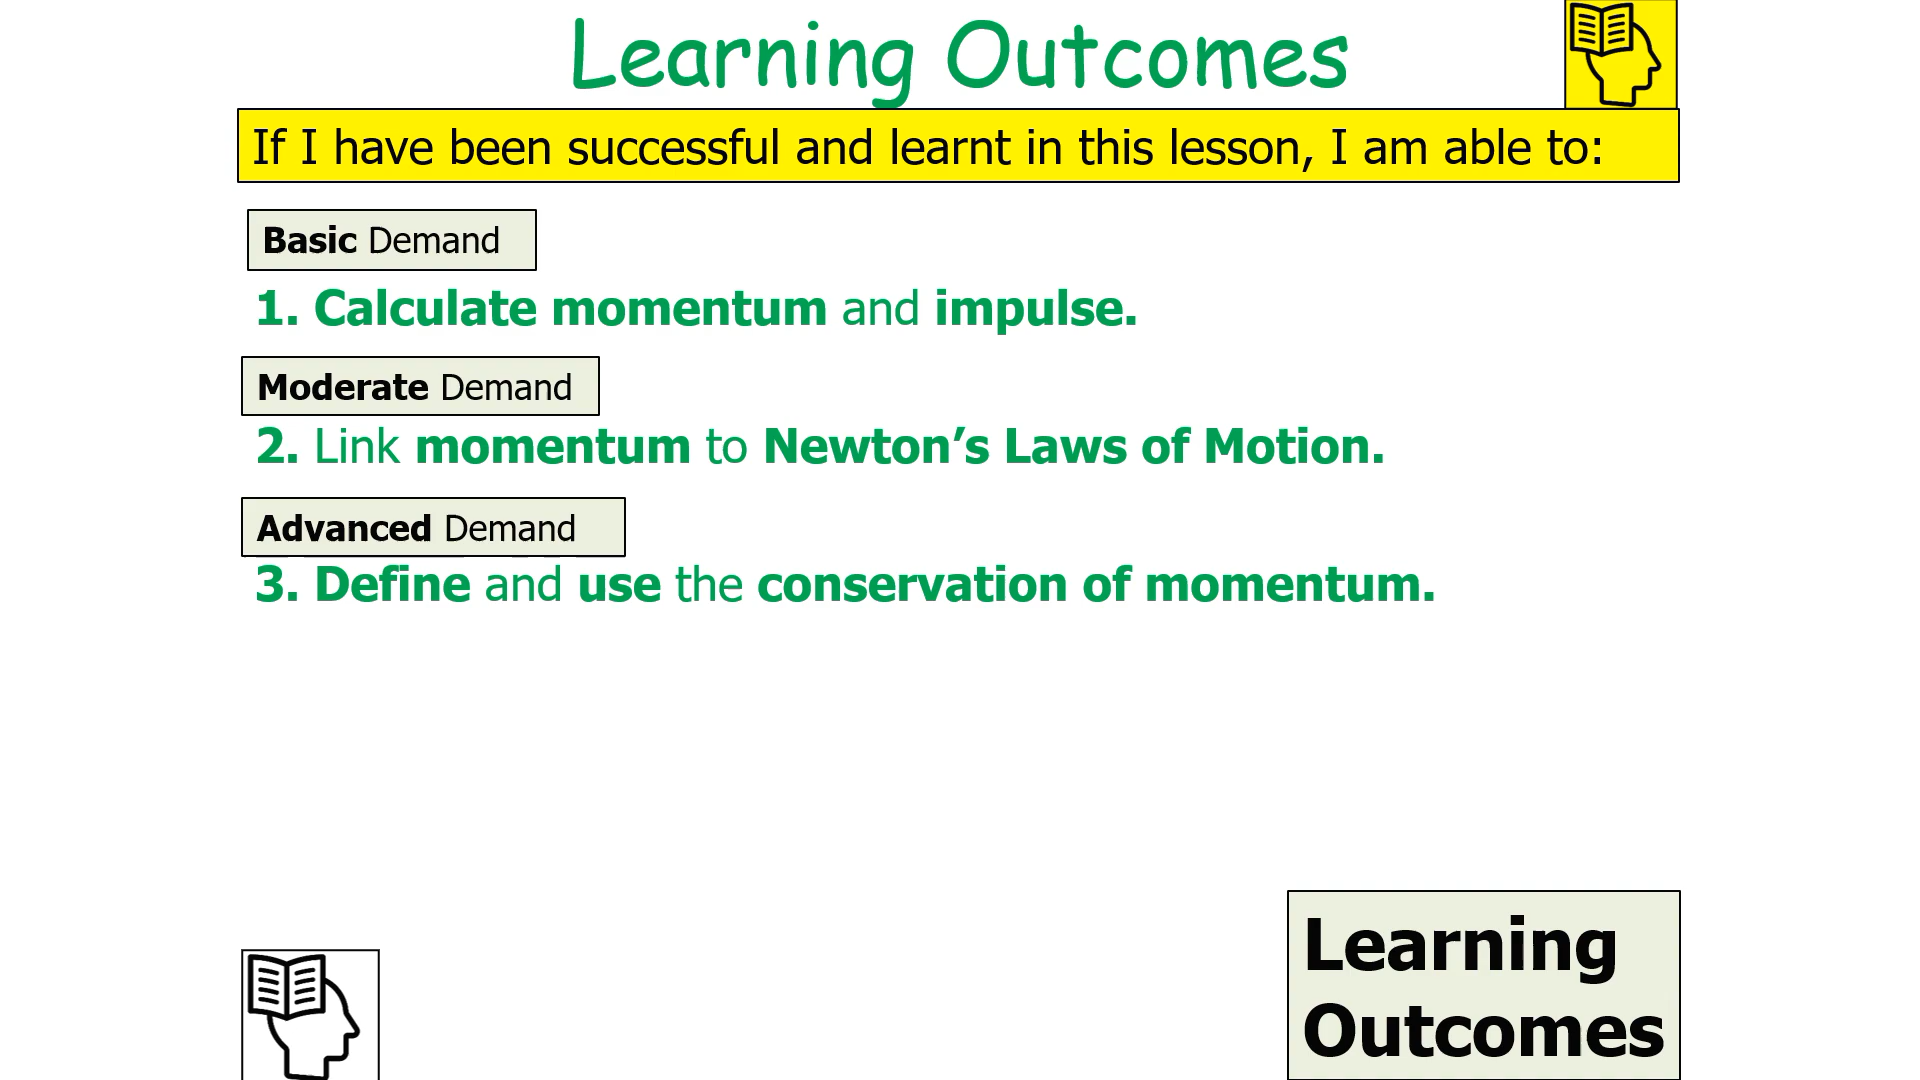 Learning Outcomes
If I have been successful and learnt in this lesson, I am able to:
Basic Demand
1. Calculate momentum and impulse.
Moderate Demand
2. Link momentum to Newton’s Laws of Motion.
Advanced Demand
3. Define and use the conservation of momentum.
Learning
Outcomes